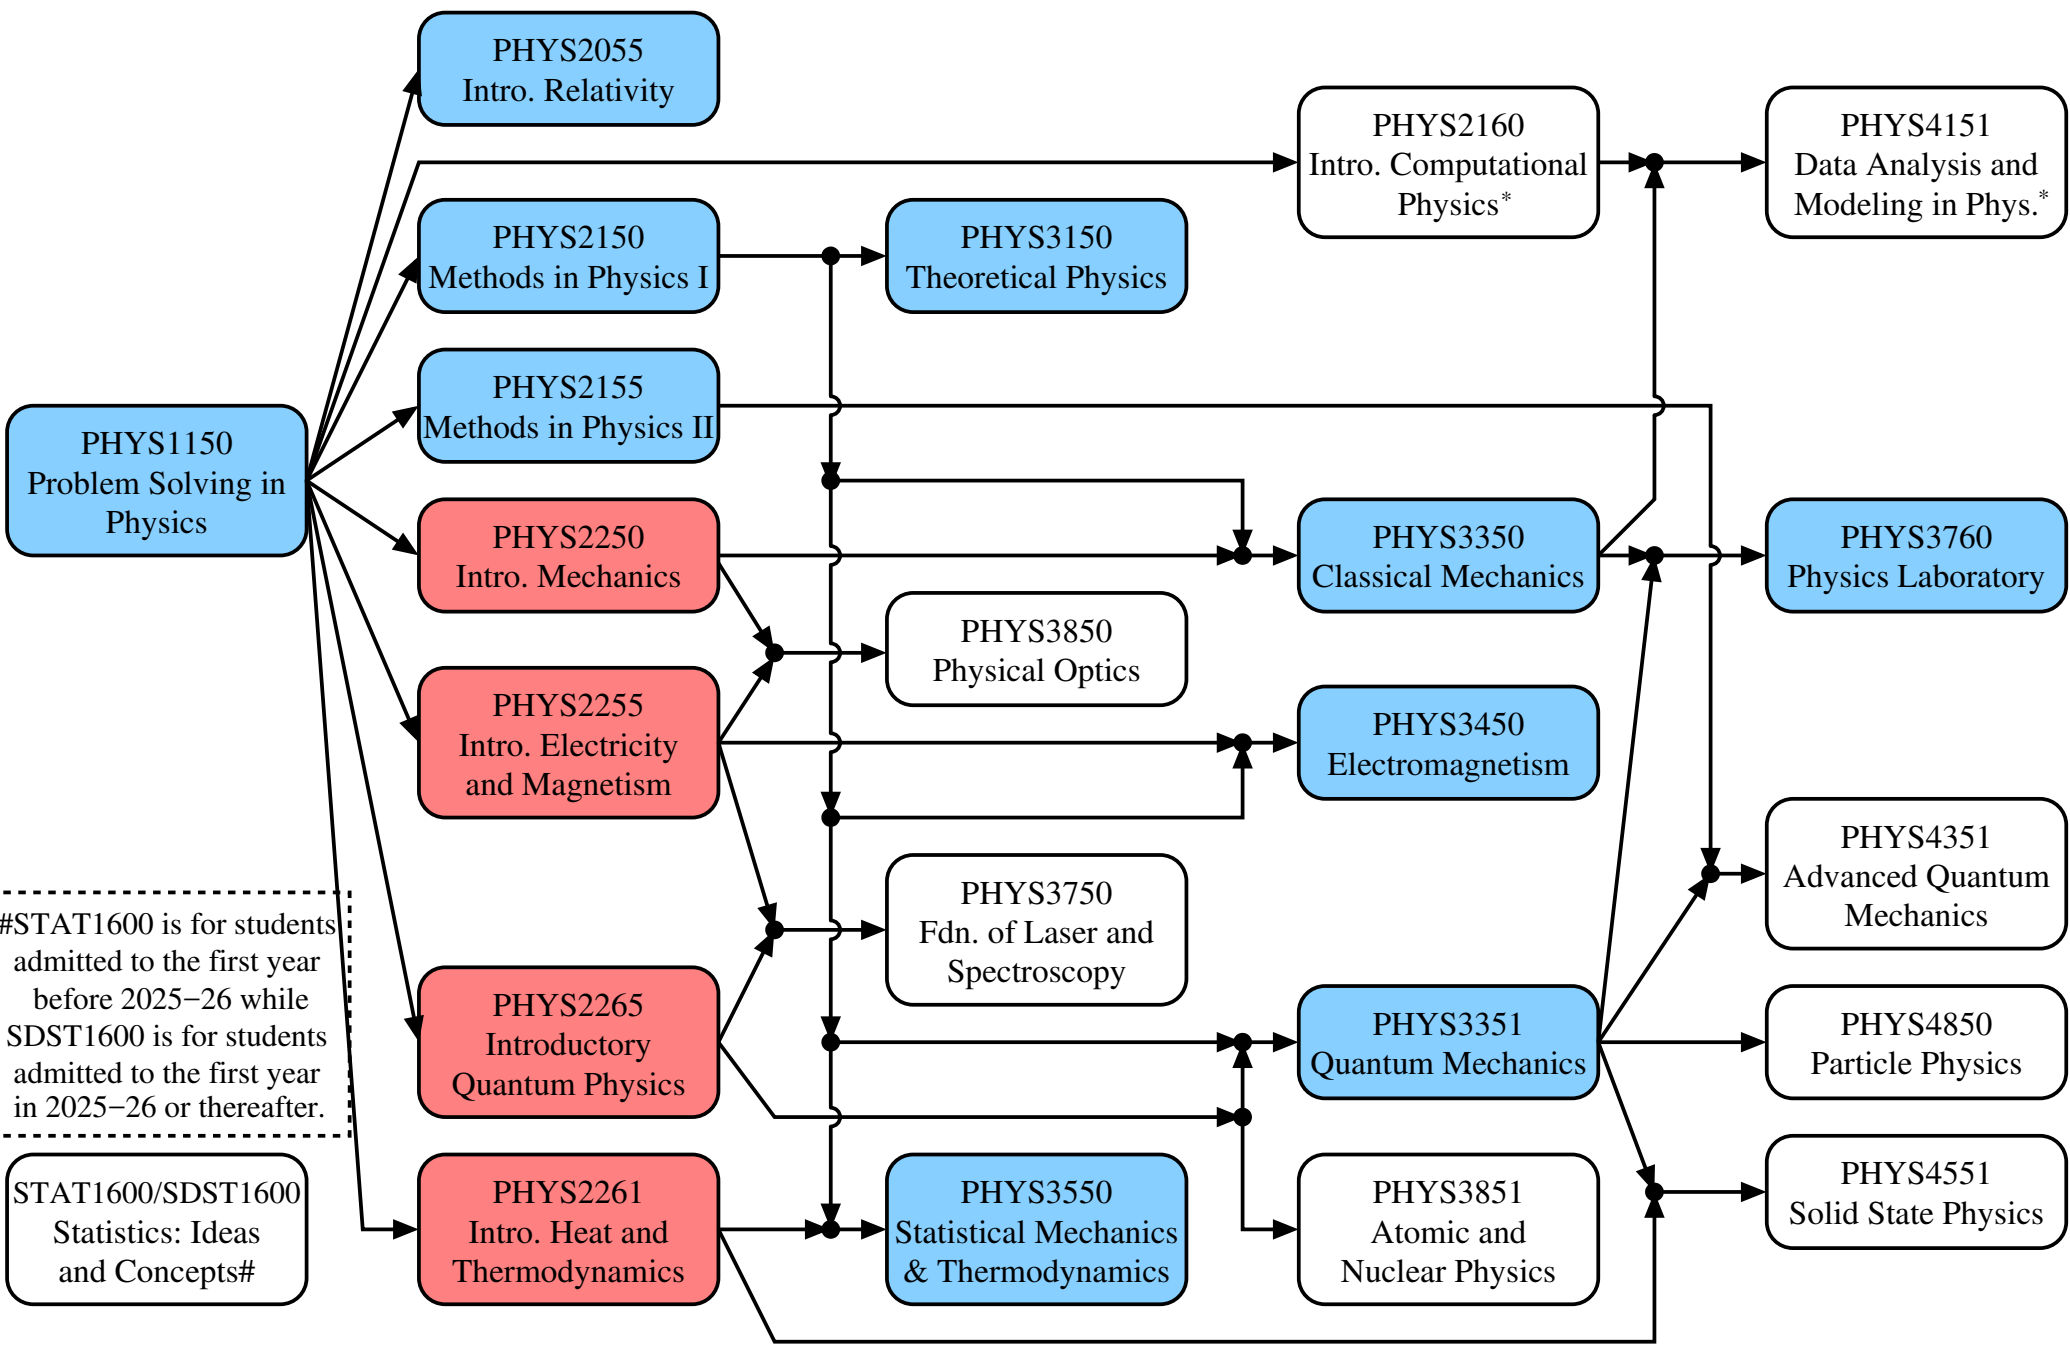 PHYS2055
Intro. Relativity
PHYS2160
Intro. Computational
Physics*
PHYS4151
Data Analysis and
Modeling in Phys.*
PHYS2150
Methods in Physics I
PHYS3150
Theoretical Physics
PHYS2155
Methods in Physics II
PHYS1150
Problem Solving in
Physics
PHYS2250
Intro. Mechanics
PHYS3350
Classical Mechanics
PHYS3760
Physics Laboratory
PHYS3850
Physical Optics
PHYS2255
Intro. Electricity
and Magnetism
PHYS3450
Electromagnetism
PHYS4351
Advanced Quantum
Mechanics
PHYS3750
Fdn. of Laser and
Spectroscopy
#STAT1600 is for students
admitted to the first year
before 2025−26 while
SDST1600 is for students
admitted to the first year
in 2025−26 or thereafter.
PHYS2265
Introductory
Quantum Physics
PHYS3351
Quantum Mechanics
PHYS4850
Particle Physics
STAT1600/SDST1600
Statistics: Ideas
and Concepts#
PHYS2261
Intro. Heat and
Thermodynamics
PHYS3550
Statistical Mechanics
& Thermodynamics
PHYS3851
Atomic and
Nuclear Physics
PHYS4551
Solid State Physics